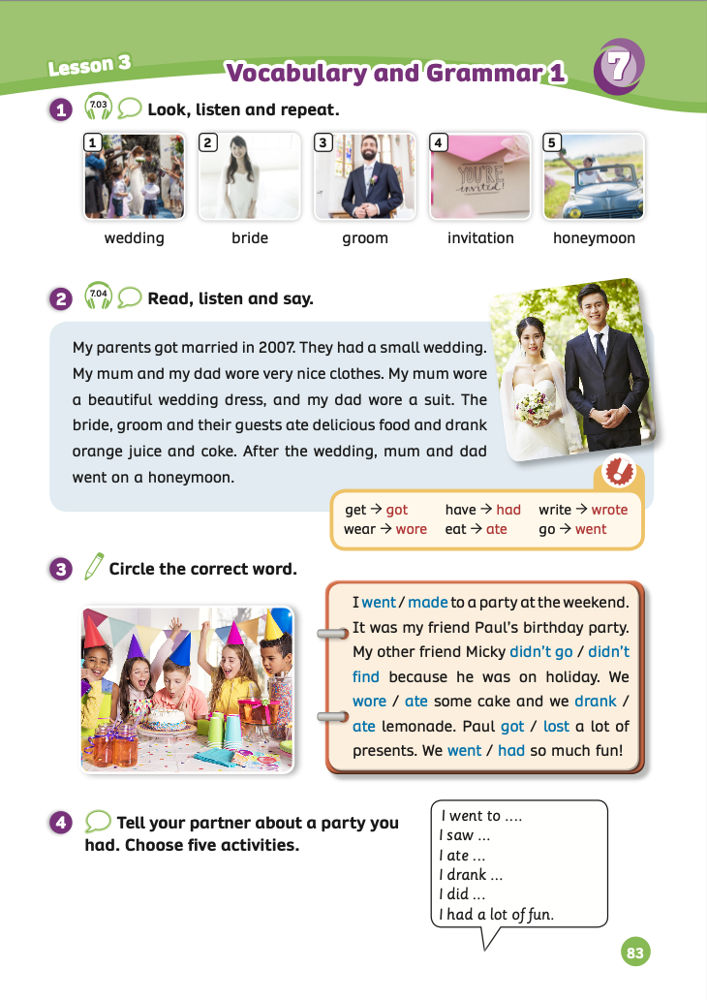 Lesson 3
Vocabulary and Grammar 1
7
1 7.03 Look, listen and repeat.
1 2 3 4 5
YOU'RE
invited!
wedding bride groom invitation honeymoon
2 7.04 Read, listen and say.
My parents got married in 2007. They had a small wedding.
My mum and my dad wore very nice clothes. My mum wore
a beautiful wedding dress, and my dad wore a suit. The
bride, groom and their guests ate delicious food and drank
orange juice and coke. After the wedding, mum and dad
went on a honeymoon.
!
get → got have → had write → wrote
wear → wore eat → ate go → went
3 Circle the correct word.
I went / made to a party at the weekend.
It was my friend Paul's birthday party.
My other friend Micky didn't go / didn't
find because he was on holiday. We
wore / ate some cake and we drank /
ate lemonade. Paul got / lost a lot of
presents. We went / had so much fun!
4 Tell your partner about a party you
had. Choose five activities.
I went to ....
I saw ...
I ate ...
I drank ...
I did ...
I had a lot of fun.
83